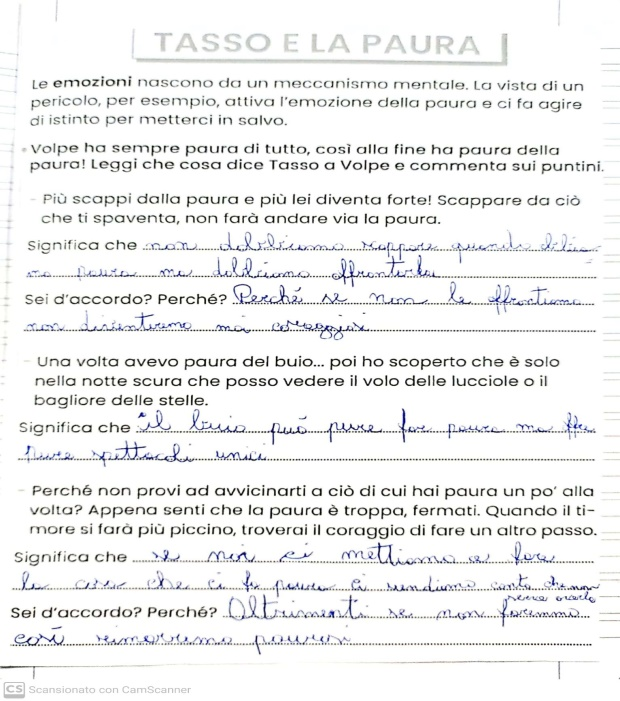 TASSO E LA PAURA
Le emozioni nascono da un meccanismo mentale. La vista di un
pericolo, per esempio, attiva l'emozione della paura e ci fa agire
di istinto per metterci in salvo.
Volpe ha sempre paura di tutto, così alla fine ha paura della
paura! Leggi che cosa dice Tasso a Volpe e commenta sui puntini.
- Più scappi dalla paura e più lei diventa forte! Scappare da ciò
che ti spaventa, non farà andare via la paura.
Significa che non dobbiamo scappare quando abbia-
mo paura ma dobbiamo affrontarla
Sei d'accordo? Perché? Perché se non la affrontiamo
non diventeremo mai coraggiosi
- Una volta avevo paura del buio... poi ho scoperto che è solo
nella notte scura che posso vedere il volo delle lucciole o il
bagliore delle stelle.
Significa che il buio può pure far paura ma
pure spettacoli unici
- Perché non provi ad avvicinarti a ciò di cui hai paura un po' alla
volta? Appena senti che la paura è troppa, fermati. Quando il ti-
more si farà più piccino, troverai il coraggio di fare un altro passo.
Significa che se noi ci mettiamo a fare
le cose che ci fa paura ci rendiamo conto che non
serve
Sei d'accordo? Perché? Altrimenti se non faremmo
così rimarremo paurosi
CS Scansionato con CamScanner